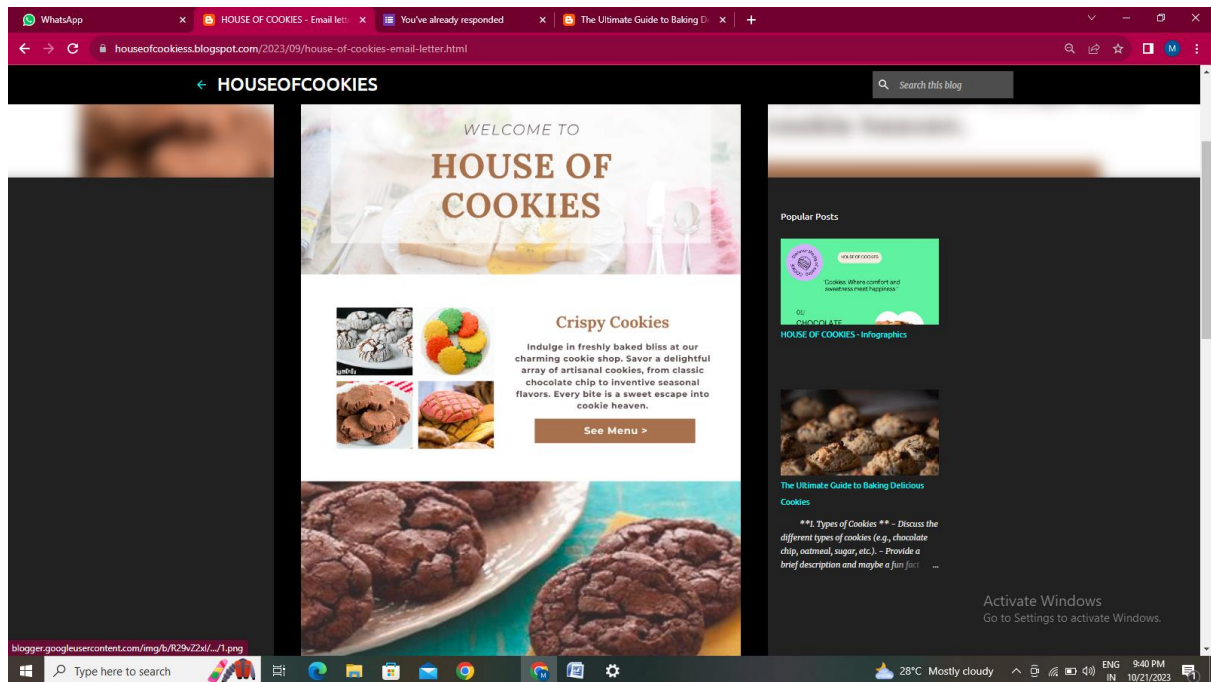 WhatsApp
HOUSE OF COOKIES - Email lett
You've already responded
The Ultimate Guide to Baking De
houseofcookiess.blogspot.com/2023/09/house-of-cookies-email-letter.html
M
HOUSEOFCOOKIES
Search this blog
WELCOME TO
HOUSE OF
COOKIES
Crispy Cookies
Indulge in freshly baked bliss at our
charming cookie shop. Savor a delightful
array of artisanal cookies, from classic
chocolate chip to inventive seasonal
flavors. Every bite is a sweet escape into
cookie heaven.
See Menu >
Popular Posts
HOUSE OF COOKIES
"Cookies: Where comfort and
sweetness meet happiness"
01/
CHOCOLATE
HOUSE OF COOKIES - Infographics
The Ultimate Guide to Baking Delicious
Cookies
**I. Types of Cookies ** - Discuss the
different types of cookies (e.g., chocolate
chip, oatmeal, sugar, etc.). - Provide a
brief description and maybe a fun fact ...
Activate Windows
Go to Settings to activate Windows.
blogger.googleusercontent.com/img/b/R29vZ2xl/.../1.png
Type here to search
28°C Mostly cloudy
ENG
IN
9:40 PM
10/21/2023